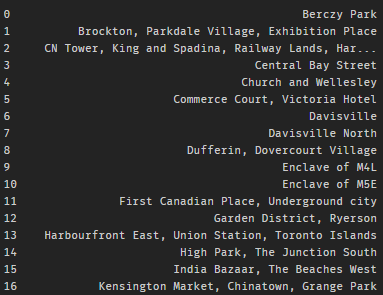 0 Berczy Park
1 Brockton, Parkdale Village, Exhibition Place
2 CN Tower, King and Spadina, Railway Lands, Har...
3 Central Bay Street
4 Church and Wellesley
5 Commerce Court, Victoria Hotel
6 Davisville
7 Davisville North
8 Dufferin, Dovercourt Village
9 Enclave of M4L
10 Enclave of M5E
11 First Canadian Place, Underground city
12 Garden District, Ryerson
13 Harbourfront East, Union Station, Toronto Islands
14 High Park, The Junction South
15 India Bazaar, The Beaches West
16 Kensington Market, Chinatown, Grange Park